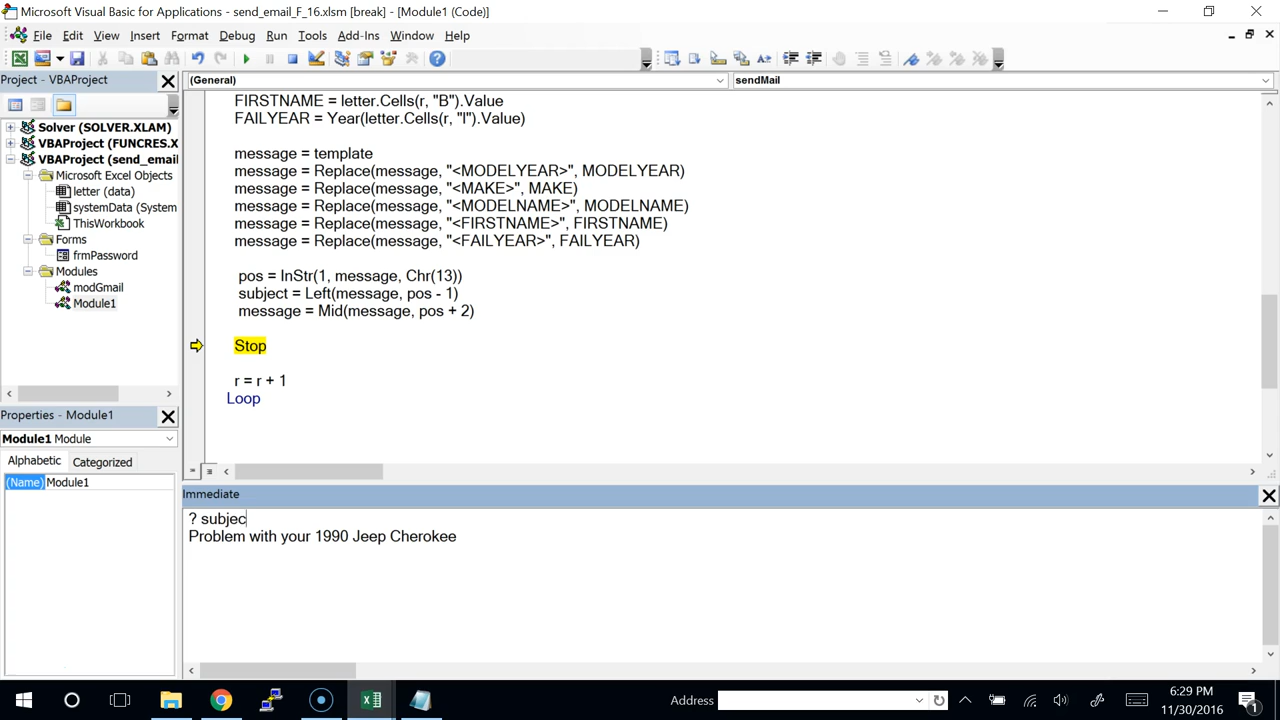 Microsoft Visual Basic for Applications - send_email_F_16.xlsm [break] - [Module1 (Code)]
File Edit View Insert Format Debug Run Tools Add-Ins Window Help
Project - VBAProject
(General)
sendMail
Solver (SOLVER.XLAM)
VBAProject (FUNCRES.X
VBAProject (send_email
Microsoft Excel Objects
letter (data)
systemData (System
ThisWorkbook
Forms
frmPassword
Modules
modGmail
Module1
FIRSTNAME = letter.Cells(r, "B").Value
FAILYEAR = Year(letter.Cells(r, "I").Value)
message = template
message = Replace(message, "<MODELYEAR>", MODELYEAR)
message = Replace(message, "<MAKE>", MAKE)
message = Replace(message, "<MODELNAME>", MODELNAME)
message = Replace(message, "<FIRSTNAME>", FIRSTNAME)
message = Replace(message, "<FAILYEAR>", FAILYEAR)
pos = InStr(1, message, Chr(13))
subject = Left(message, pos - 1)
message = Mid(message, pos + 2)
Stop
r = r + 1
Loop
Properties - Module1
Module1 Module
Alphabetic Categorized
(Name) Module1
Immediate
? subjec
Problem with your 1990 Jeep Cherokee
Address
6:29 PM
11/30/2016
1